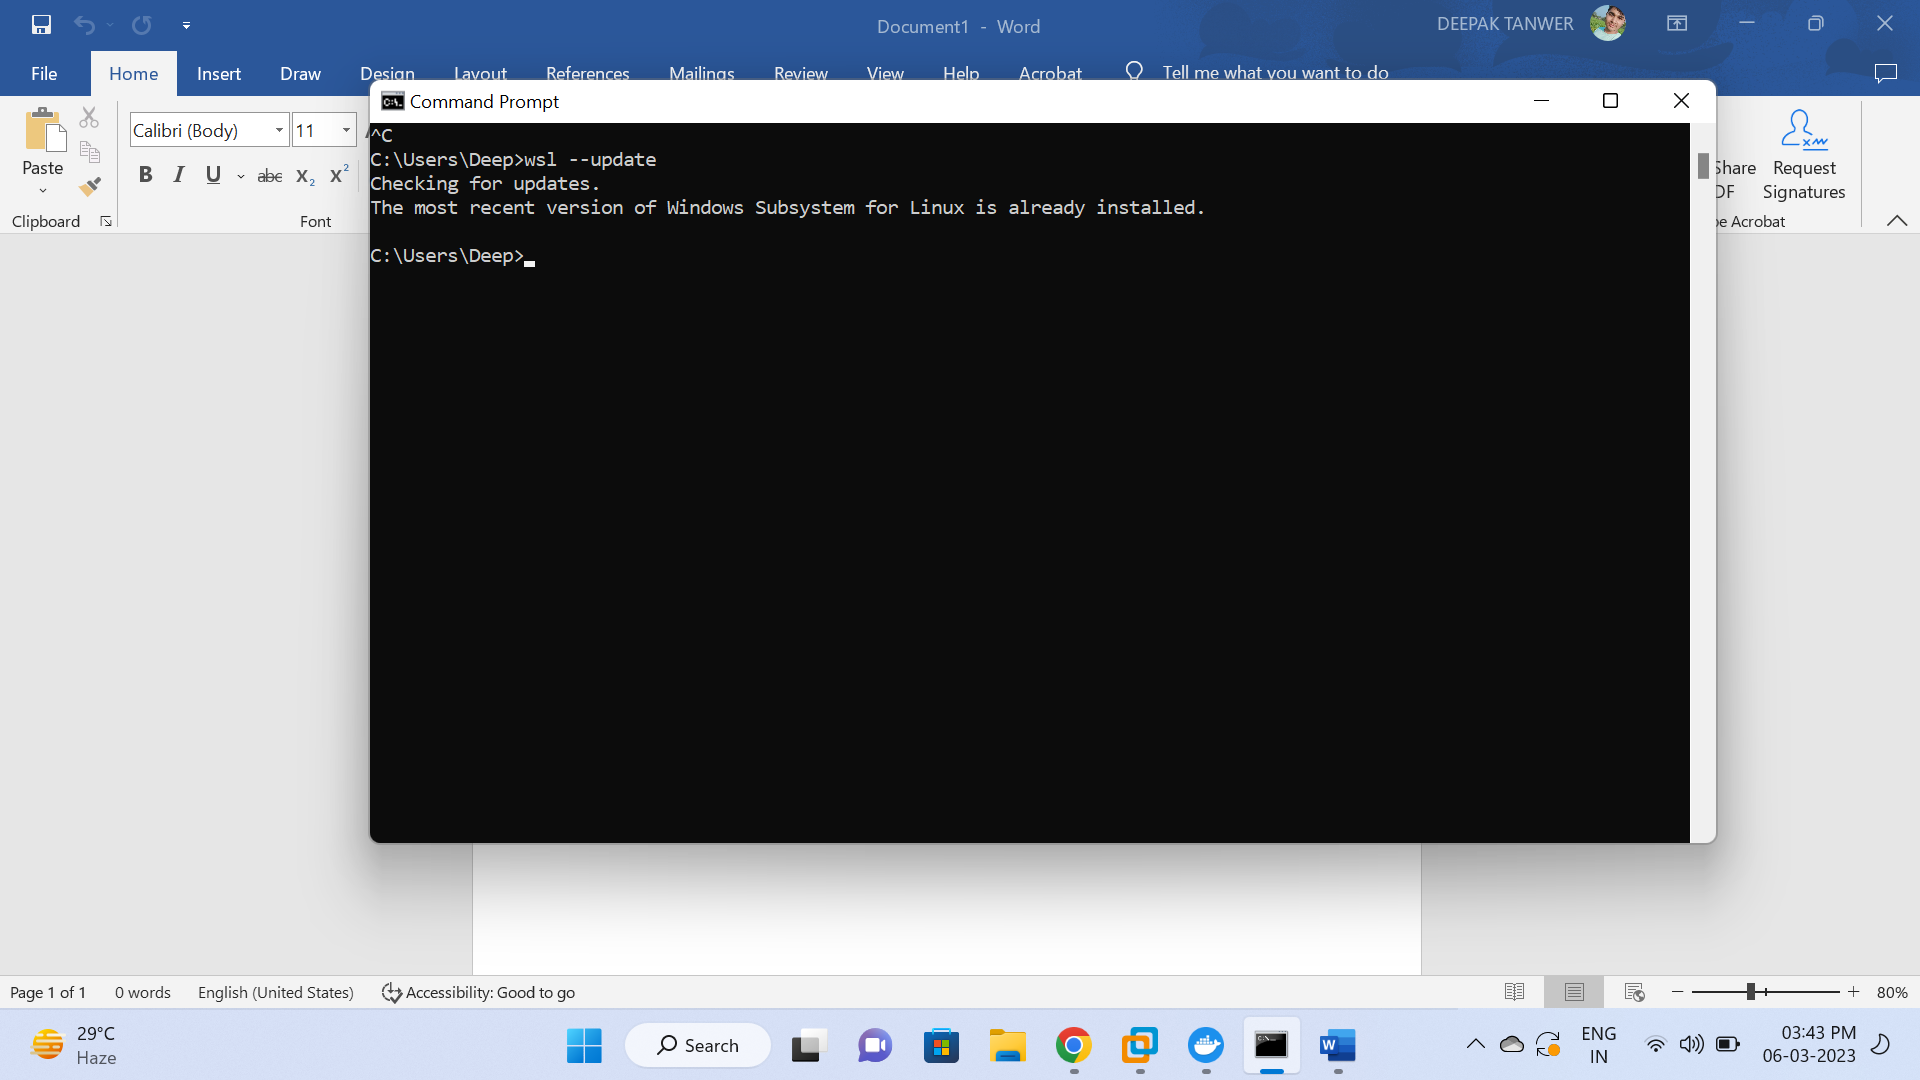 Document1 - Word
DEEPAK TANWER
File Home Insert Draw Design Layout References Mailings Review View Help Acrobat Tell me what you want to do
Command Prompt
Calibri (Body) 11
Paste
B I U abc X₂ X²
Clipboard
Font
^C
C:\Users\Deep>wsl --update
Checking for updates.
The most recent version of Windows Subsystem for Linux is already installed.
C:\Users\Deep>
Share Request
DF Signatures
be Acrobat
Page 1 of 1 0 words English (United States) Accessibility: Good to go
80%
29°C
Haze
Search
ENG
IN
03:43 PM
06-03-2023